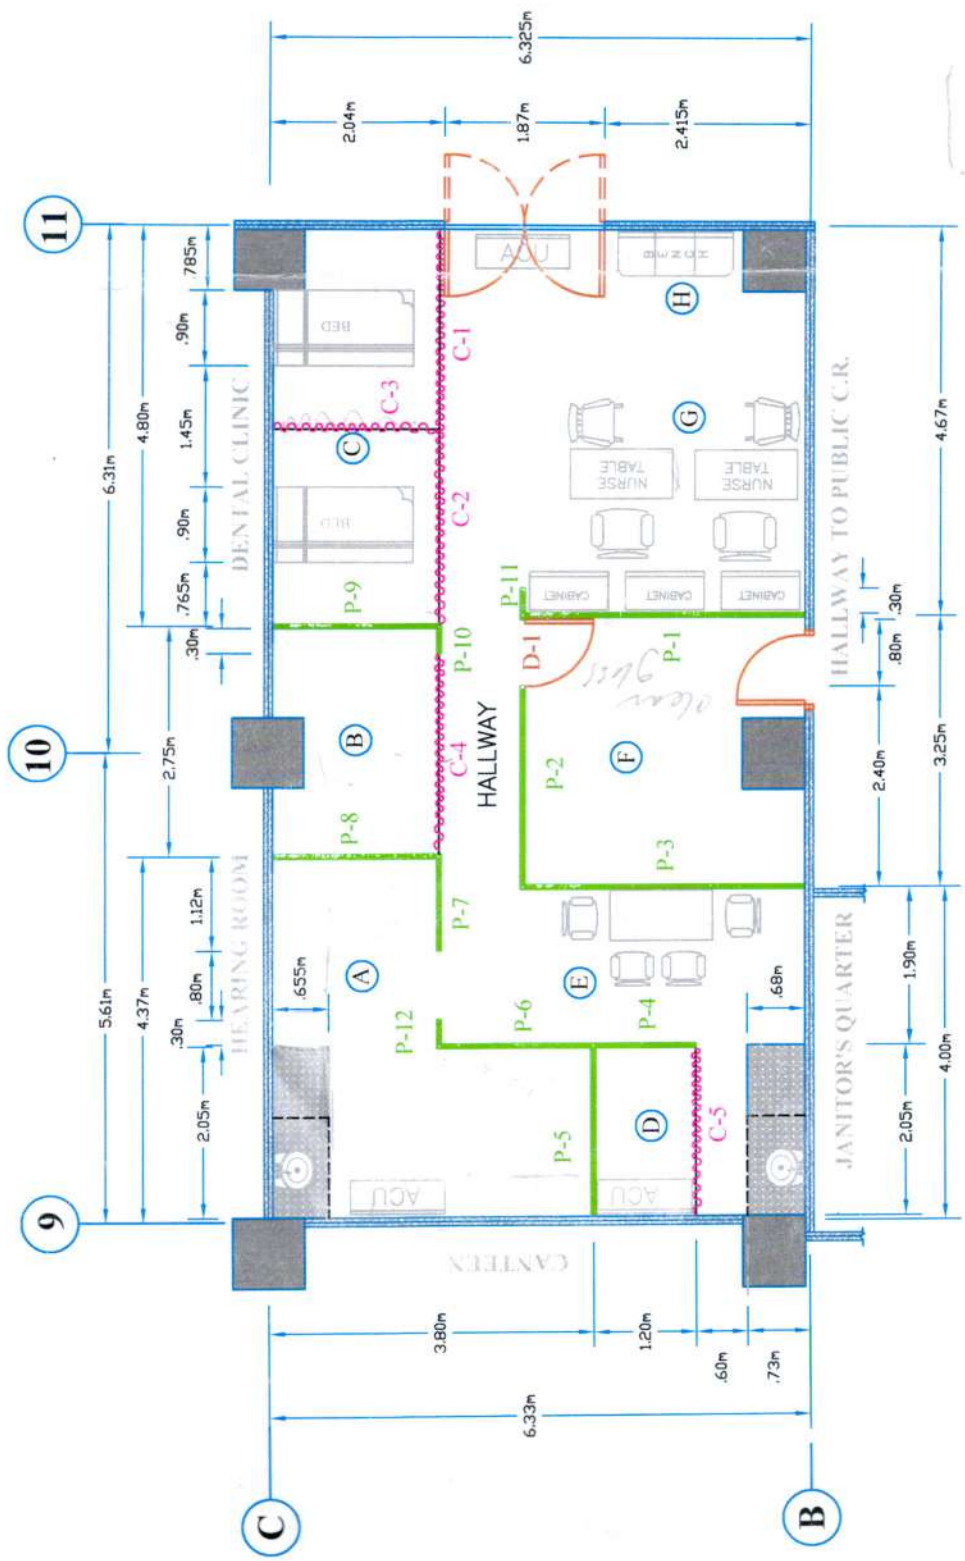 9
10
11
5.61m
6.31m
4.37m
2.75m
4.80m
2.05m
.30m
.80m
1.12m
.30m
.765m
.90m
1.45m
.90m
.785m
HEARING ROOM
DENTAL CLINIC
C
.655m
BED
BED
A
B
C
P-8
P-9
C-3
ACU
P-12
P-7
C-4
P-10
C-2
C-1
2.04m
CANTEEN
HALLWAY
3.80m
6.33m
6.325m
1.87m
ACU
P-6
P-2
D-1
P-11
P-5
E
clear
glass
CABINET
NURSE
TABLE
G
H
HONEB
ACU
D
P-4
P-3
F
P-1
CABINET
1.20m
C-5
NURSE
TABLE
CABINET
2.415m
.60m
.68m
.73m
B
JANITOR'S QUARTER
HALLWAY TO PUBLIC C.R.
2.05m
1.90m
2.40m
.80m
.30m
4.00m
3.25m
4.67m